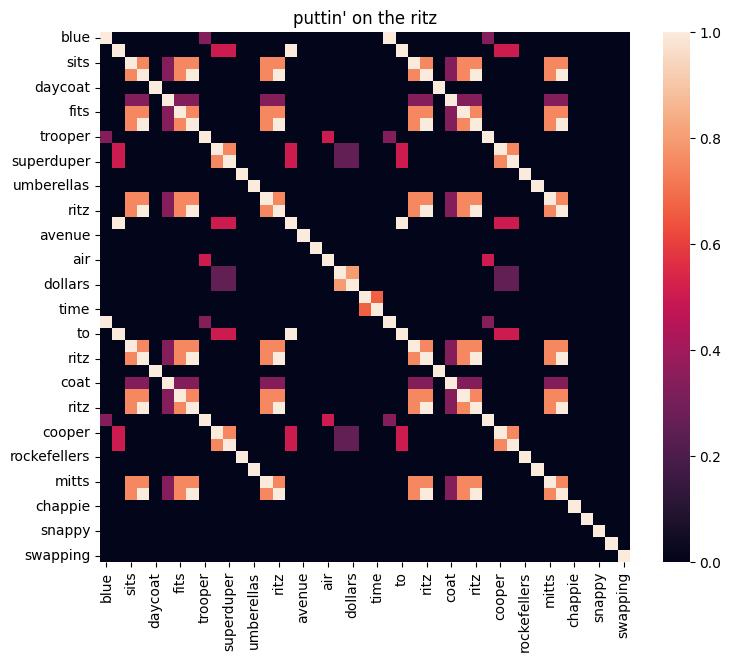 puttin' on the ritz
blue
sits
daycoat
fits
trooper
superduper
umberellas
ritz
avenue
air
dollars
time
to
ritz
coat
ritz
cooper
rockefellers
mitts
chappie
snappy
swapping
1.0
0.8
0.6
0.4
0.2
0.0
blue
sits
daycoat
fits
trooper
superduper
umberellas
ritz
avenue
air
dollars
time
to
ritz
coat
ritz
cooper
rockefellers
mitts
chappie
snappy
swapping